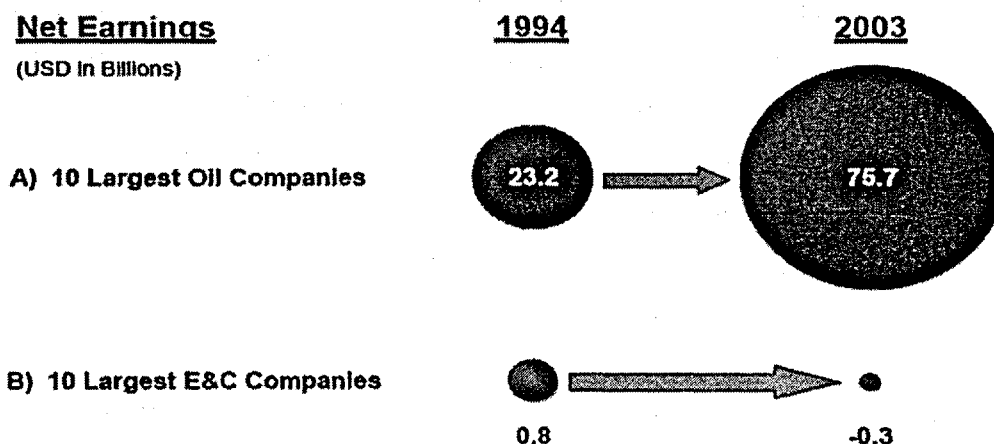 Net Earnings 1994 2003
(USD in Billions)
A) 10 Largest Oil Companies 23.2 75.7
B) 10 Largest E&C Companies
0.8 -0.3